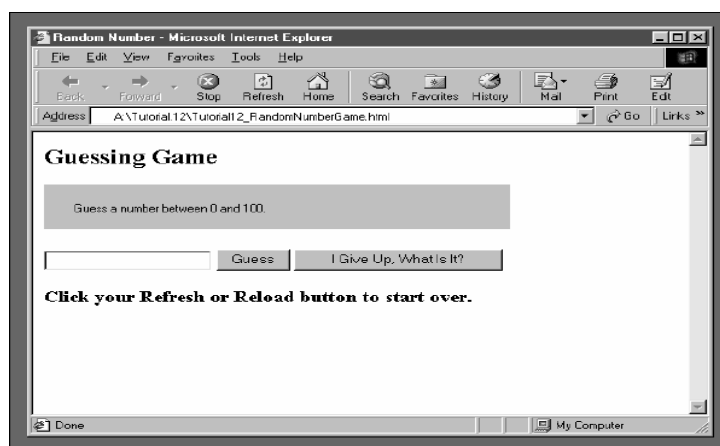 Random Number - Microsoft Internet Explorer
File Edit View Favorites Tools Help
Back Forward Stop Refresh Home Search Favorites History Mail Print Edit
Address A:\Tutorial.12\Tutorial12_RandomNumberGame.html Go Links »
Guessing Game
Guess a number between 0 and 100.
Guess I Give Up, What Is It?
Click your Refresh or Reload button to start over.
Done My Computer